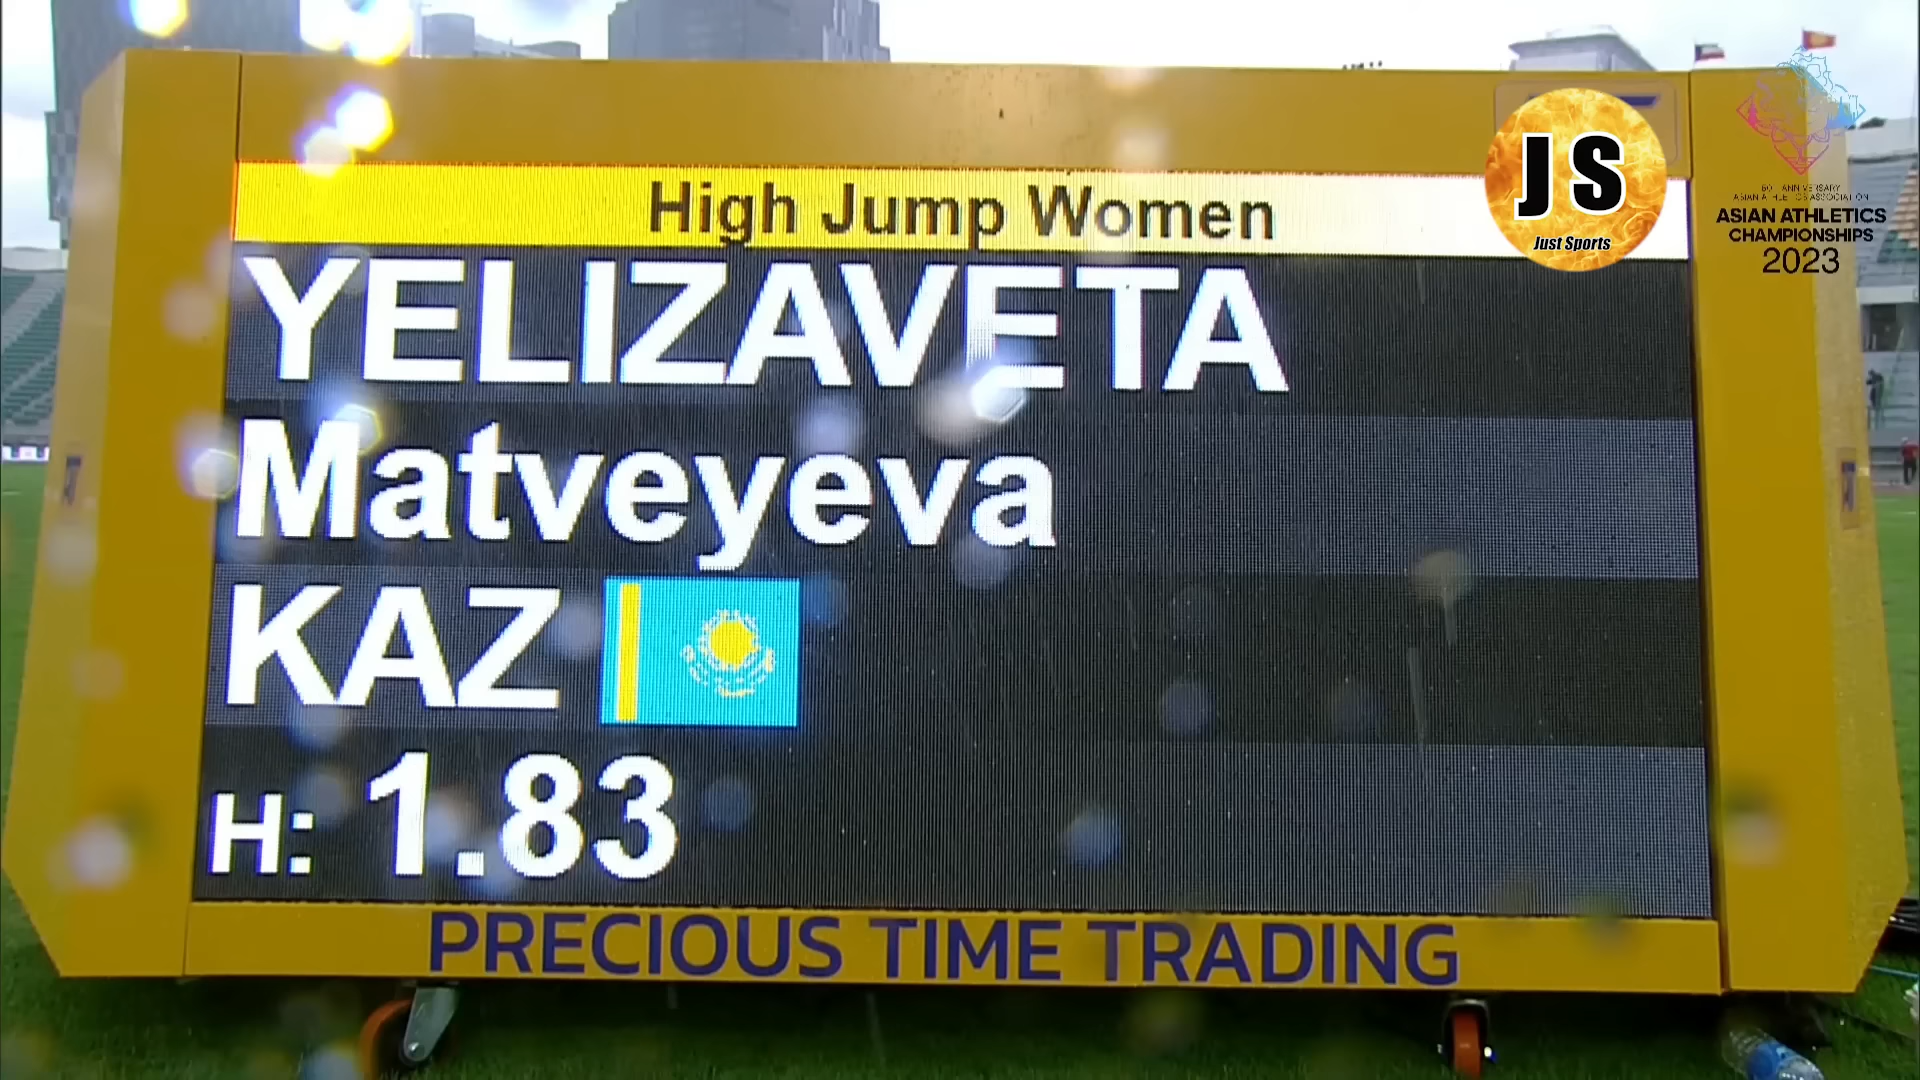 High Jump Women
YELIZAVETA
Matveyeva
KAZ
H: 1.83
PRECIOUS TIME TRADING
JS
Just Sports
ASIAN ATHLETICS
CHAMPIONSHIPS
2023